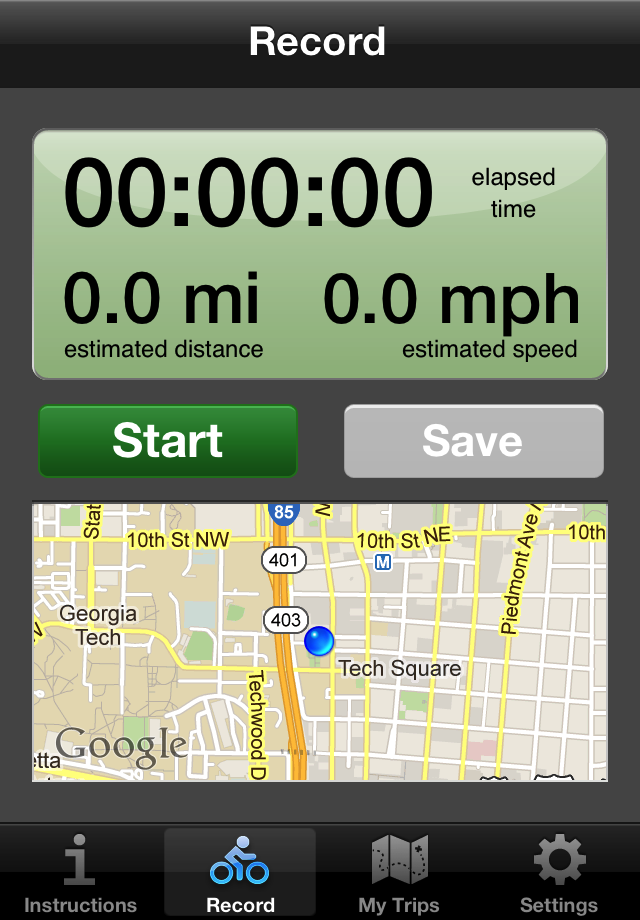 Record
00:00:00
elapsed
time
0.0 mi
0.0 mph
estimated distance
estimated speed
Start
Save
85
Stat
N
10th St NW
10th St NE
10th
Piedmont Ave
401
M
Georgia
Tech
403
Tech Square
Techwood D
Google
etta
Instructions
Record
My Trips
Settings